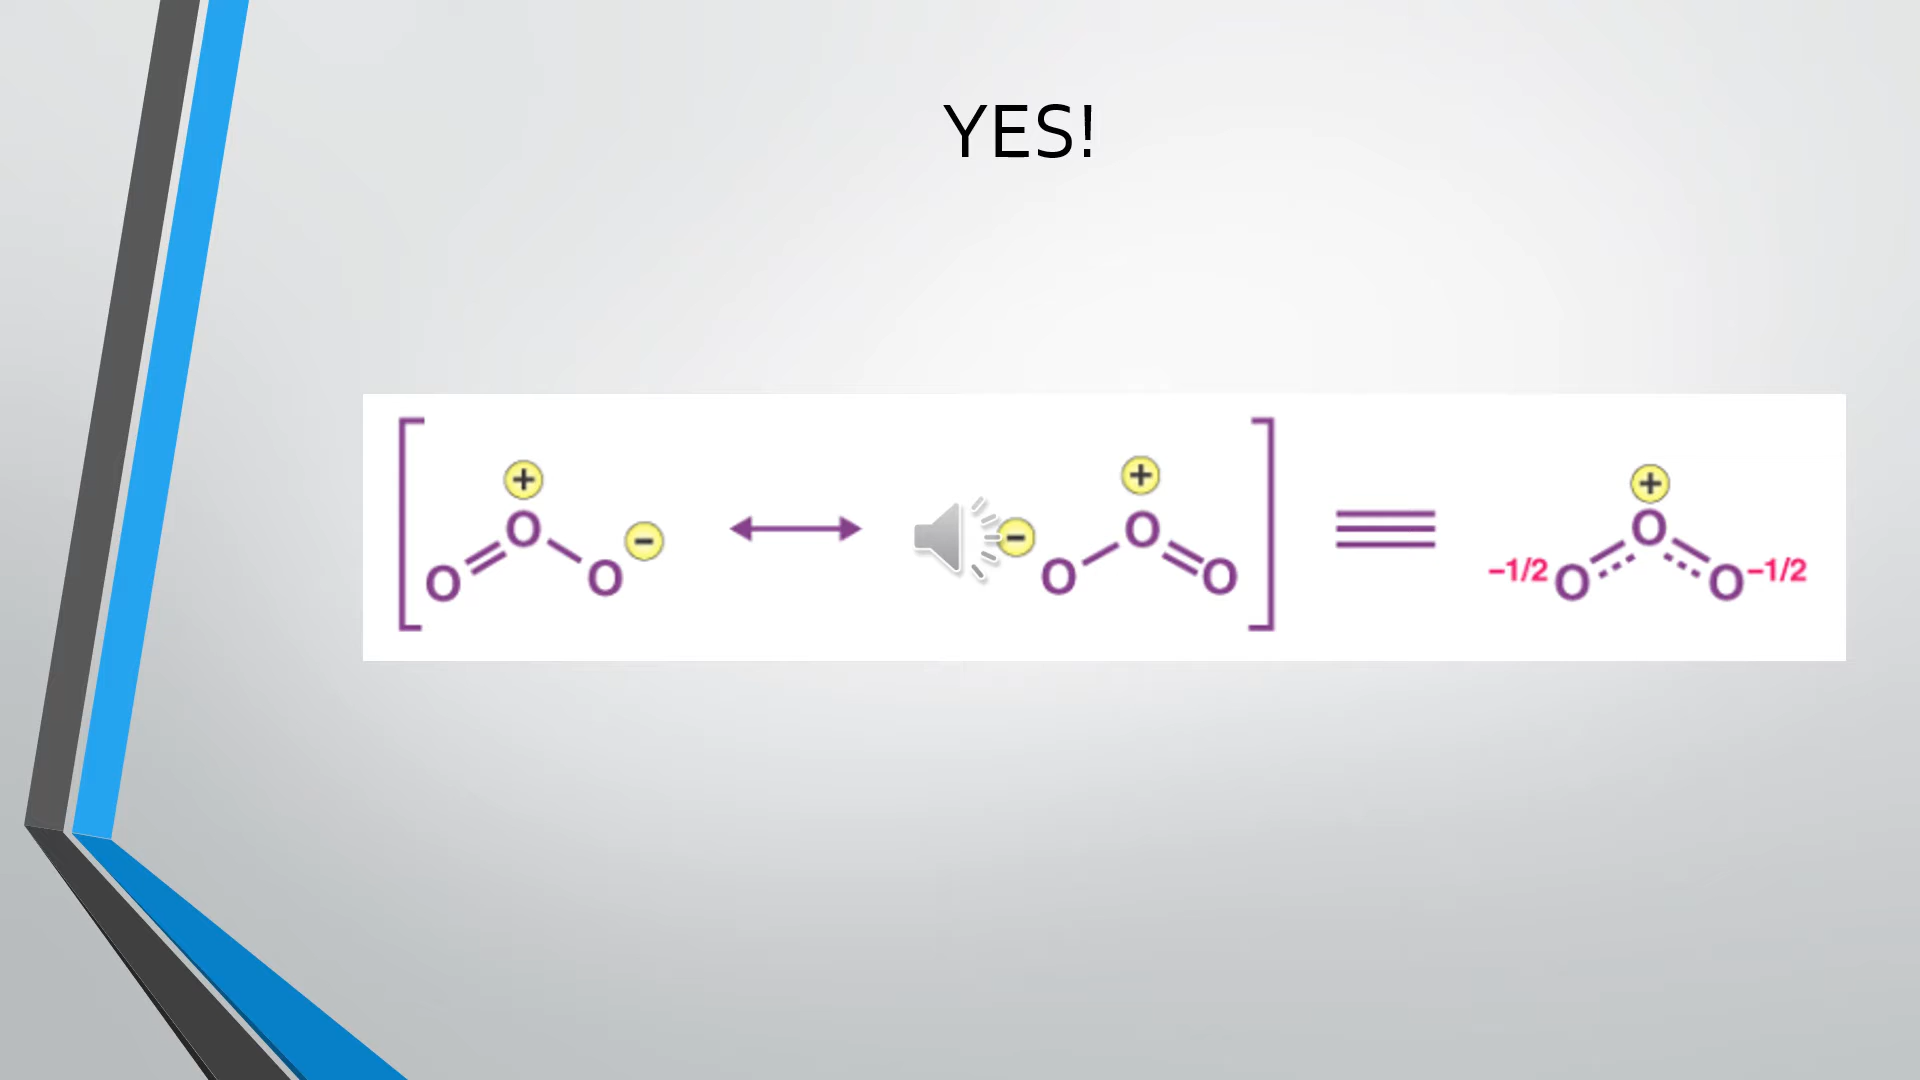 YES!
+ + +
O − − O O
O O O O −1/2 O O −1/2